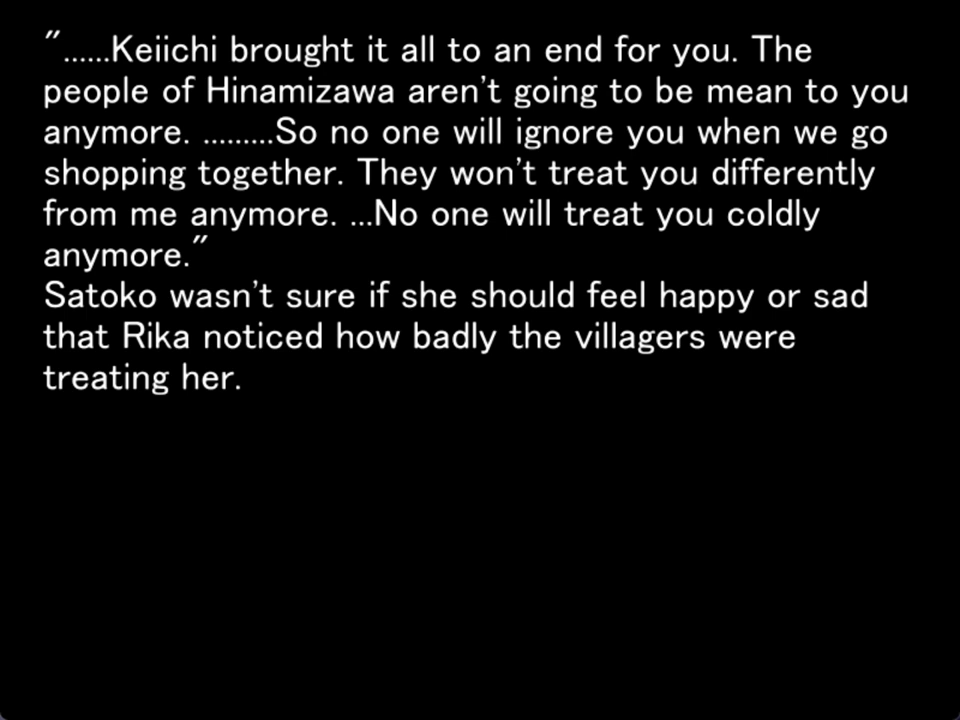 "......Keiichi brought it all to an end for you. The
people of Hinamizawa aren't going to be mean to you
anymore. .........So no one will ignore you when we go
shopping together. They won't treat you differently
from me anymore. ...No one will treat you coldly
anymore."
Satoko wasn't sure if she should feel happy or sad
that Rika noticed how badly the villagers were
treating her.